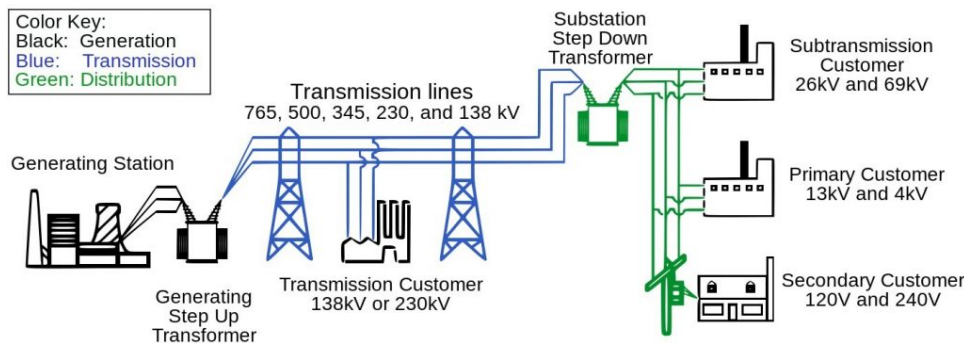 Color Key:
Black: Generation
Blue: Transmission
Green: Distribution
Generating Station
Generating
Step Up
Transformer
Transmission lines
765, 500, 345, 230, and 138 kV
Transmission Customer
138kV or 230kV
Substation
Step Down
Transformer
Subtransmission
Customer
26kV and 69kV
Primary Customer
13kV and 4kV
Secondary Customer
120V and 240V